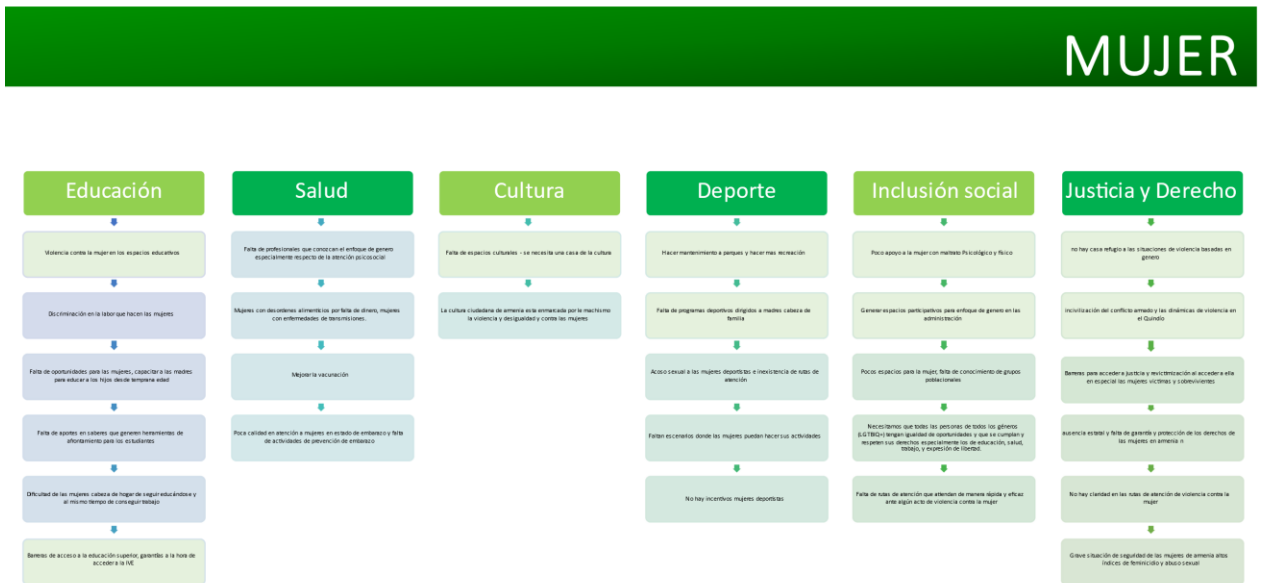 MUJER
Educación
Violencia contra la mujer en los espacios educativos
Discriminación en la labor que hacen las mujeres
Falta de oportunidades para las mujeres, capacitar a las madres
para educar a los hijos desde temprana edad
Falta de aportes en saberes que generen herramientas de
afrontamiento para los estudiantes
Dificultad de las mujeres cabeza de hogar de seguir educándose y
al mismo tiempo de conseguir trabajo
Barreras de acceso a la educación superior, garantías a la hora de
acceder a la IVE
Salud
Falta de profesionales que conozcan el enfoque de genero
especialmente respecto de la atención psicosocial
Mujeres con desordenes alimenticios por falta de dinero, mujeres
con enfermedades de transmisiones.
Mejorar la vacunación
Poca calidad en atención a mujeres en estado de embarazo y falta
de actividades de prevención de embarazo
Cultura
Falta de espacios culturales - se necesita una casa de la cultura
La cultura ciudadana de armenia esta enmarcada por le machismo
la violencia y desigualdad y contra las mujeres
Deporte
Hacer mantenimiento a parques y hacer mas recreación
Falta de programas deportivos dirigidos a madres cabeza de
familia
Acoso sexual a las mujeres deportistas e inexistencia de rutas de
atención
Faltan escenarios donde las mujeres puedan hacer sus actividades
No hay incentivos mujeres deportistas
Inclusión social
Poco apoyo a la mujer con maltrato Psicológico y físico
Generar espacios participativos para enfoque de genero en las
administración
Pocos espacios para la mujer, falta de conocimiento de grupos
poblacionales
Necesitamos que todas las personas de todos los géneros
(LGTBIQ+) tengan igualdad de oportunidades y que se cumplan y
respeten sus derechos especialmente los de educación, salud,
trabajo, y expresión de libertad.
Falta de rutas de atención que atiendan de manera rápida y eficaz
ante algún acto de violencia contra la mujer
Justicia y Derecho
no hay casa refugio a las situaciones de violencia basadas en
genero
incivilización del conflicto armado y las dinámicas de violencia en
el Quindío
Barreras para acceder a justicia y revictimización al acceder a ella
en especial las mujeres victimas y sobrevivientes
ausencia estatal y falta de garantía y protección de los derechos de
las mujeres en armenia n
No hay claridad en las rutas de atención de violencia contra la
mujer
Grave situación de seguridad de las mujeres de armenia altos
índices de feminicidio y abuso sexual